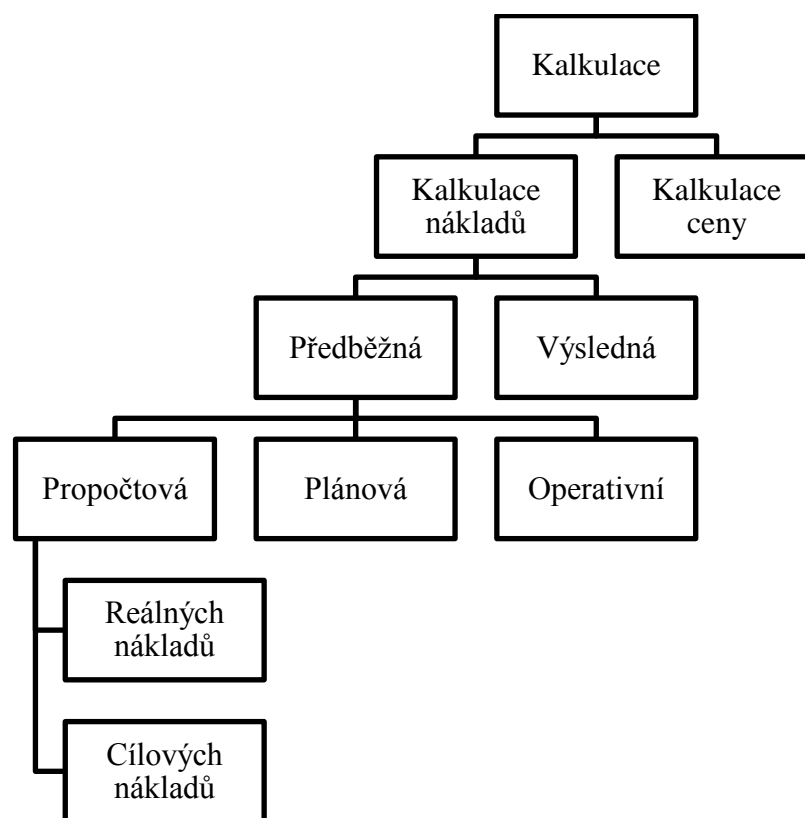 Kalkulace
Kalkulace
nákladů
Kalkulace
ceny
Předběžná
Výsledná
Propočtová
Plánová
Operativní
Reálných
nákladů
Cílových
nákladů